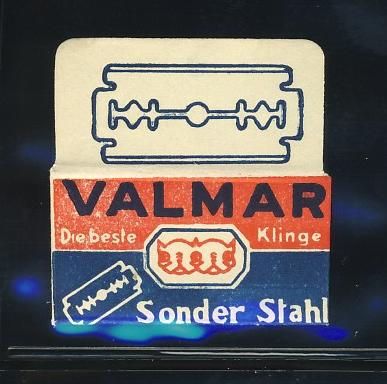 VALMAR
Die beste Klinge
Sonder Stahl